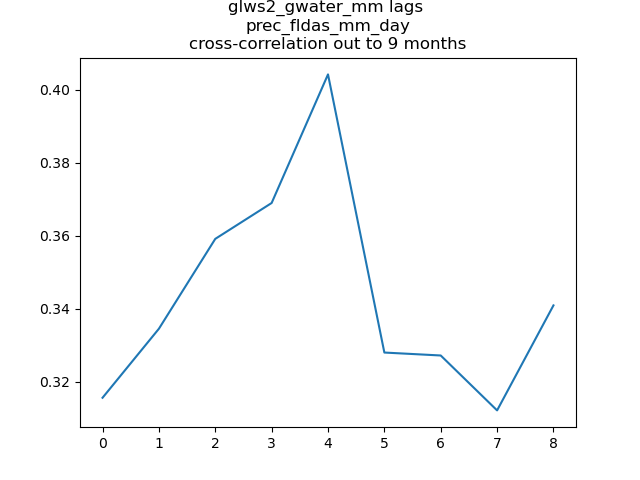 glws2_gwater_mm lags
prec_fldas_mm_day
cross-correlation out to 9 months
0.40
0.38
0.36
0.34
0.32
0 1 2 3 4 5 6 7 8